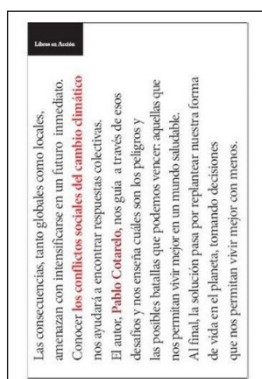 Libros en Acción
Las consecuencias, tanto globales como locales,
amenazan con intensificarse en un futuro inmediato.
Conocer los conflictos sociales del cambio climático
nos ayudará a encontrar respuestas colectivas.
El autor, Pablo Cotarelo, nos guía a través de esos
desafíos y nos enseña cuáles son los peligros y
las posibles batallas que podemos vencer: aquellas que
nos permitan vivir mejor en un mundo saludable.
Al final, la solución pasa por replantear nuestra forma
de vida en el planeta, tomando decisiones
que nos permitan vivir mejor con menos.